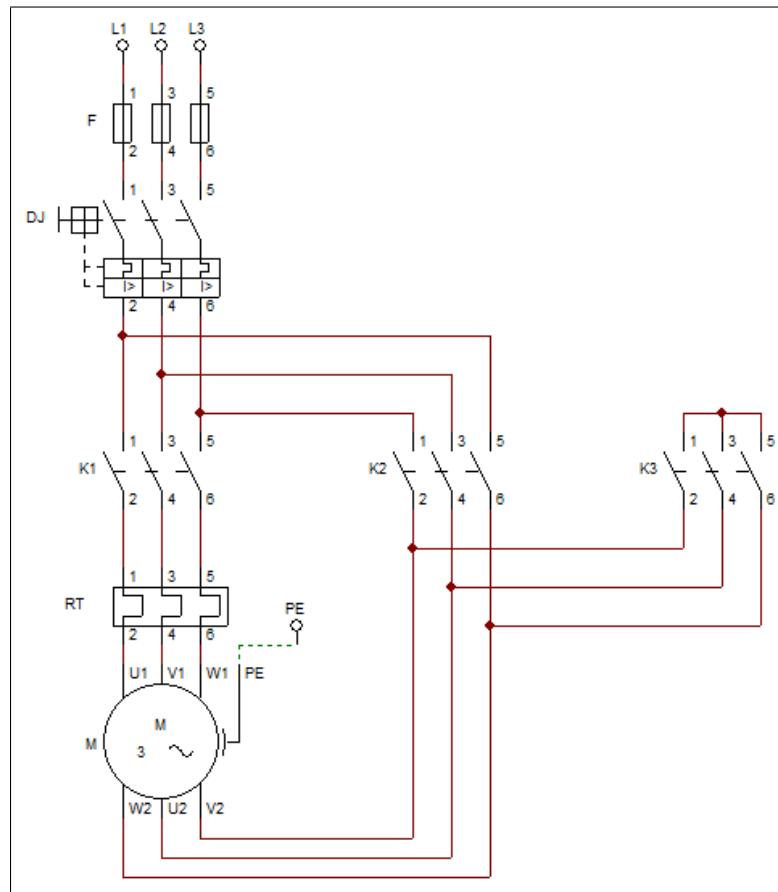 L1 L2 L3
1 3 5
F
2 4 6
1 3 5
DJ
I> I> I>
2 4 6
1 3 5 1 3 5 1 3 5
K1 K2 K3
2 4 6 2 4 6 2 4 6
1 3 5
RT PE
2 4 6
U1 V1 W1 PE
M
M
3
W2 U2 V2